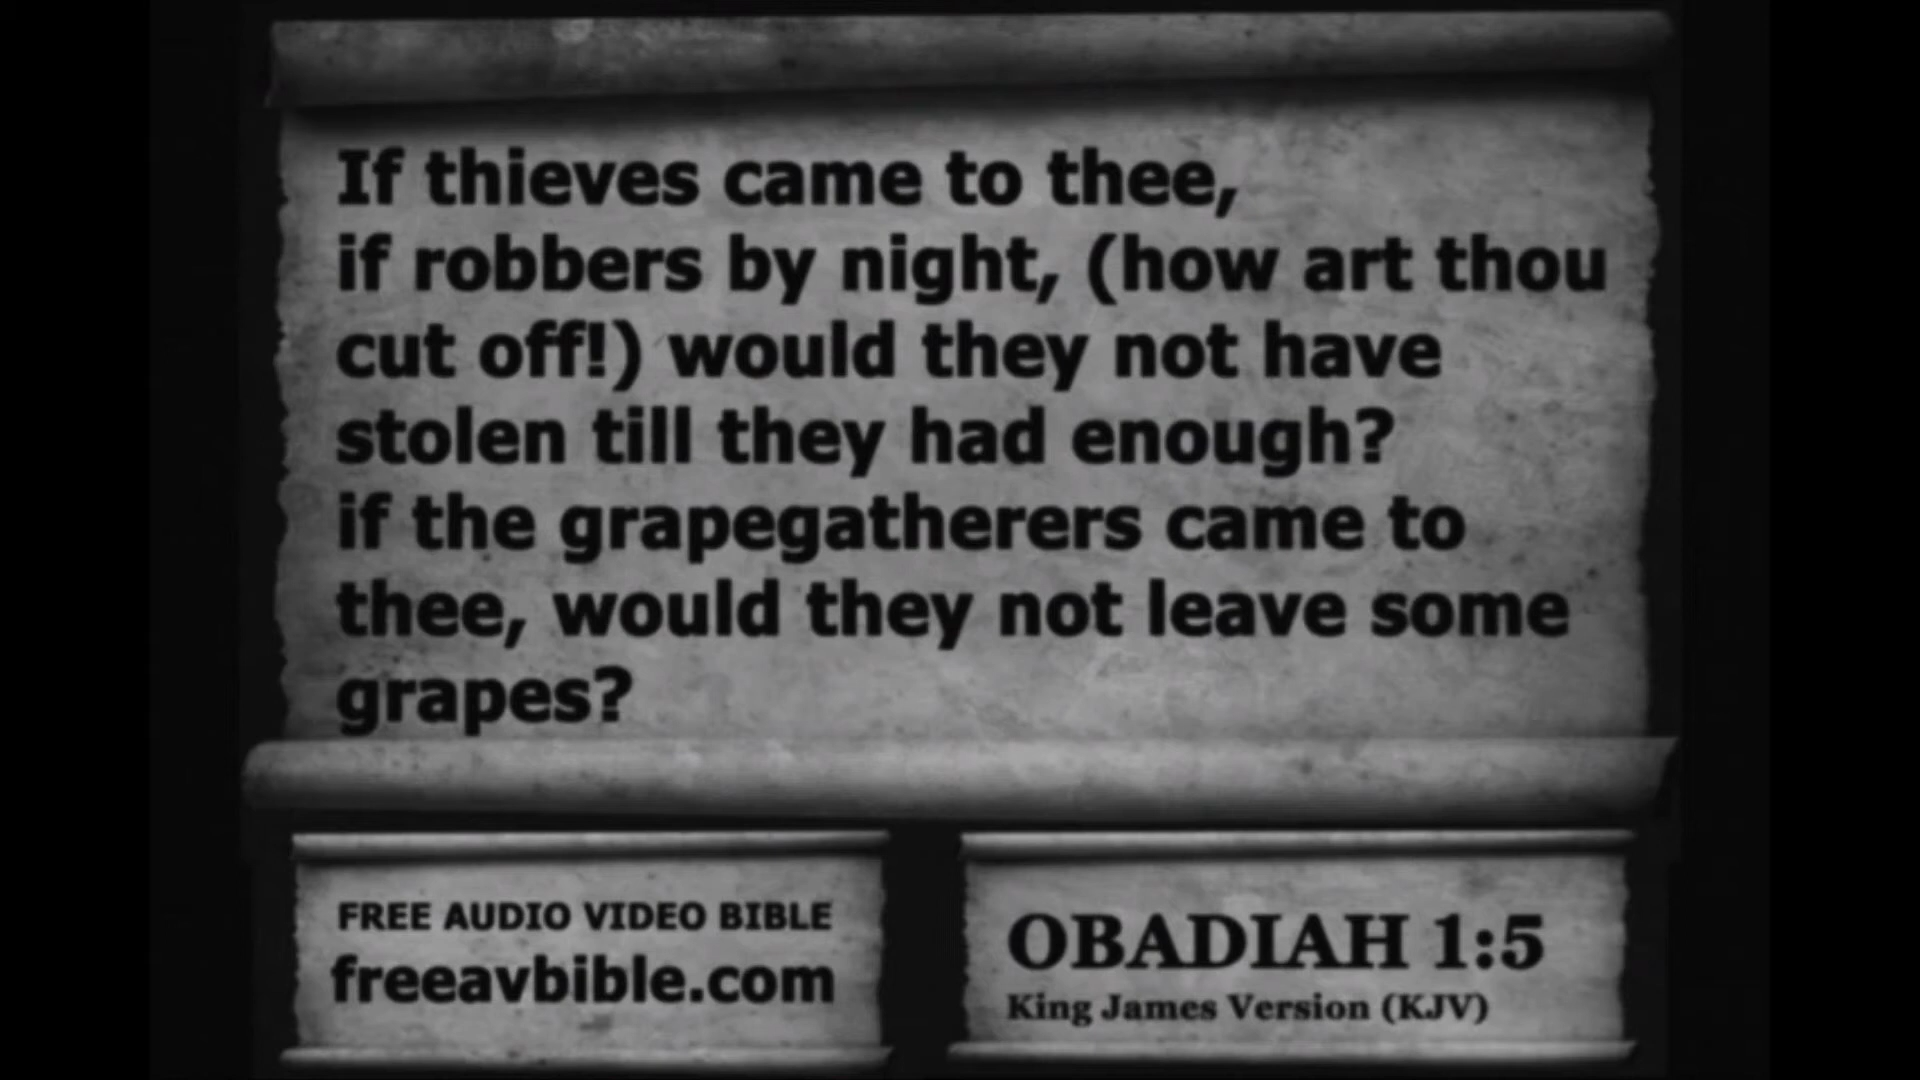 If thieves came to thee,
if robbers by night, (how art thou
cut off!) would they not have
stolen till they had enough?
if the grapegatherers came to
thee, would they not leave some
grapes?
FREE AUDIO VIDEO BIBLE
freeavbible.com
OBADIAH 1:5
King James Version (KJV)